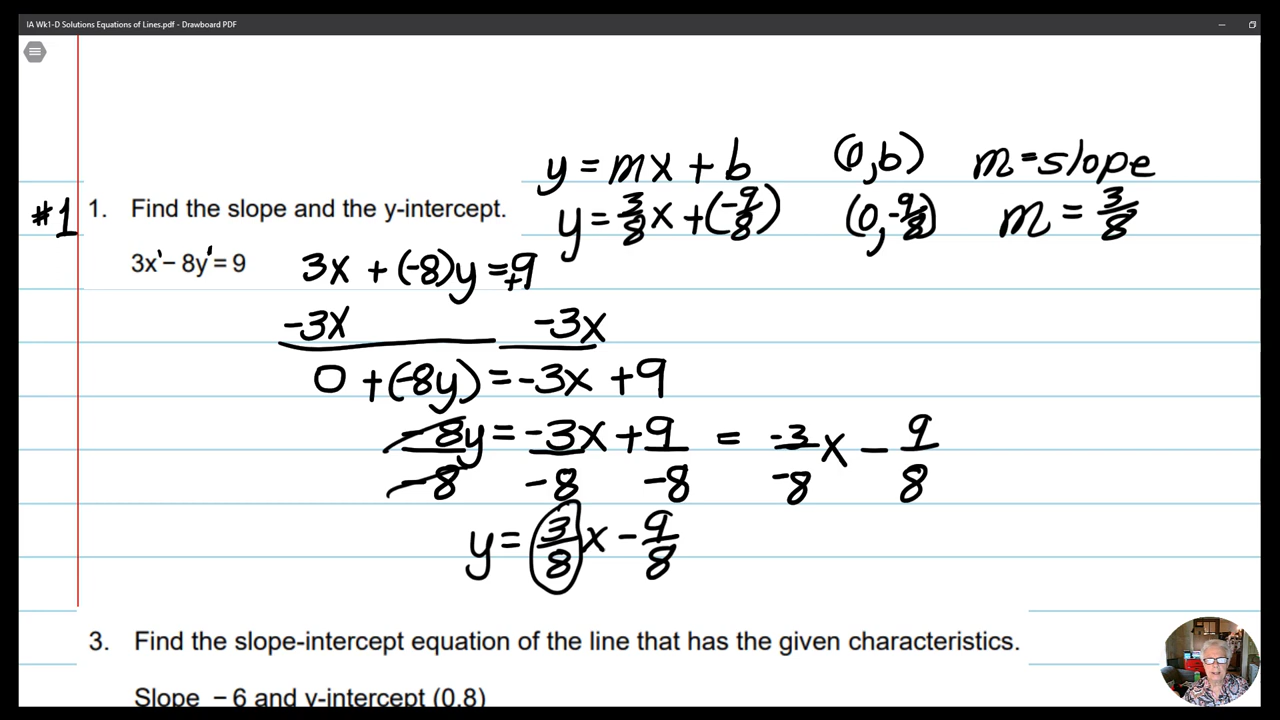 IA Wk1-D Solutions Equations of Lines.pdf - Drawboard PDF
y = mx + b (0,b) m = slope
#1 1. Find the slope and the y-intercept.
y = 3/8 x + (-9/8) (0,-9/8) m = 3/8
3x' - 8y' = 9
3x + (-8)y = +9
-3x -3x
0 + (-8y) = -3x + 9
-8y/-8 = -3x/-8 + 9/-8 = -3/-8 x - 9/8
y = 3/8 x - 9/8
3. Find the slope-intercept equation of the line that has the given characteristics.
Slope – 6 and y-intercept (0,8)